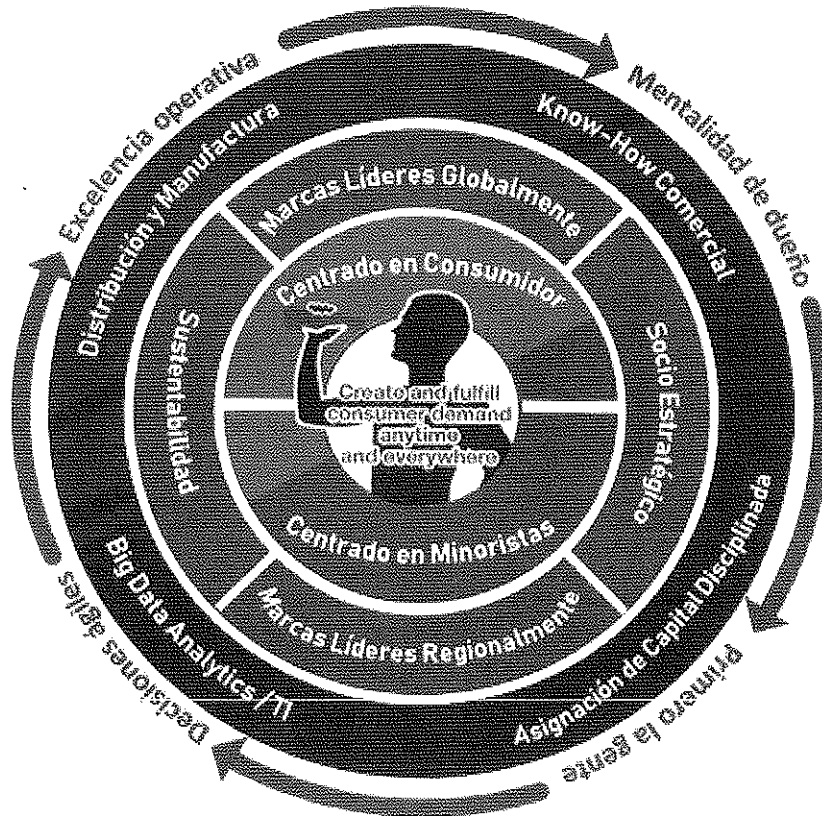 Excelencia operativa
Mentalidad de dueño
Primero la gente
Decisiones ágiles
Distribución y Manufactura
Know-How Comercial
Asignación de Capital Disciplinada
Big Data Analytics / TI
Marcas Líderes Globalmente
Socio Estratégico
Marcas Líderes Regionalmente
Sustentabilidad
Centrado en Consumidor
Create and fulfill
consumer demand
anytime
and everywhere
Centrado en Minoristas